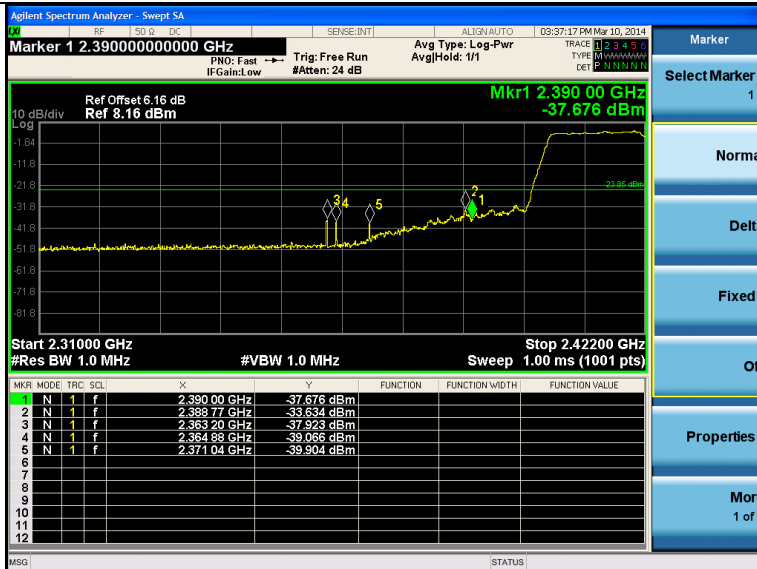 Agilent Spectrum Analyzer - Swept SA
LXI RF 50 Ω DC SENSE:INT ALIGN AUTO 03:37:17 PM Mar 10, 2014
Marker 1 2.390000000000 GHz
PNO: Fast
IFGain:Low
Trig: Free Run
#Atten: 24 dB
Avg Type: Log-Pwr
Avg|Hold: 1/1
TRACE 1 2 3 4 5 6
TYPE M WWWWW
DET P N N N N N
Ref Offset 6.16 dB
10 dB/div Ref 8.16 dBm
Log
Mkr1 2.390 00 GHz
-37.676 dBm
-1.84
-11.8
-21.8
-31.8
-41.8
-51.8
-61.8
-71.8
-81.8
23.85 dBm
3 4 5 2 1
Start 2.31000 GHz Stop 2.42200 GHz
#Res BW 1.0 MHz #VBW 1.0 MHz Sweep 1.00 ms (1001 pts)
MKR MODE TRC SCL X Y FUNCTION FUNCTION WIDTH FUNCTION VALUE
1 N 1 f 2.390 00 GHz -37.676 dBm
2 N 1 f 2.388 77 GHz -33.634 dBm
3 N 1 f 2.363 20 GHz -37.923 dBm
4 N 1 f 2.364 88 GHz -39.066 dBm
5 N 1 f 2.371 04 GHz -39.904 dBm
6
7
8
9
10
11
12
MSG STATUS
Marker
Select Marker
1
Norma
Delt
Fixed
Of
Properties
Mor
1 of